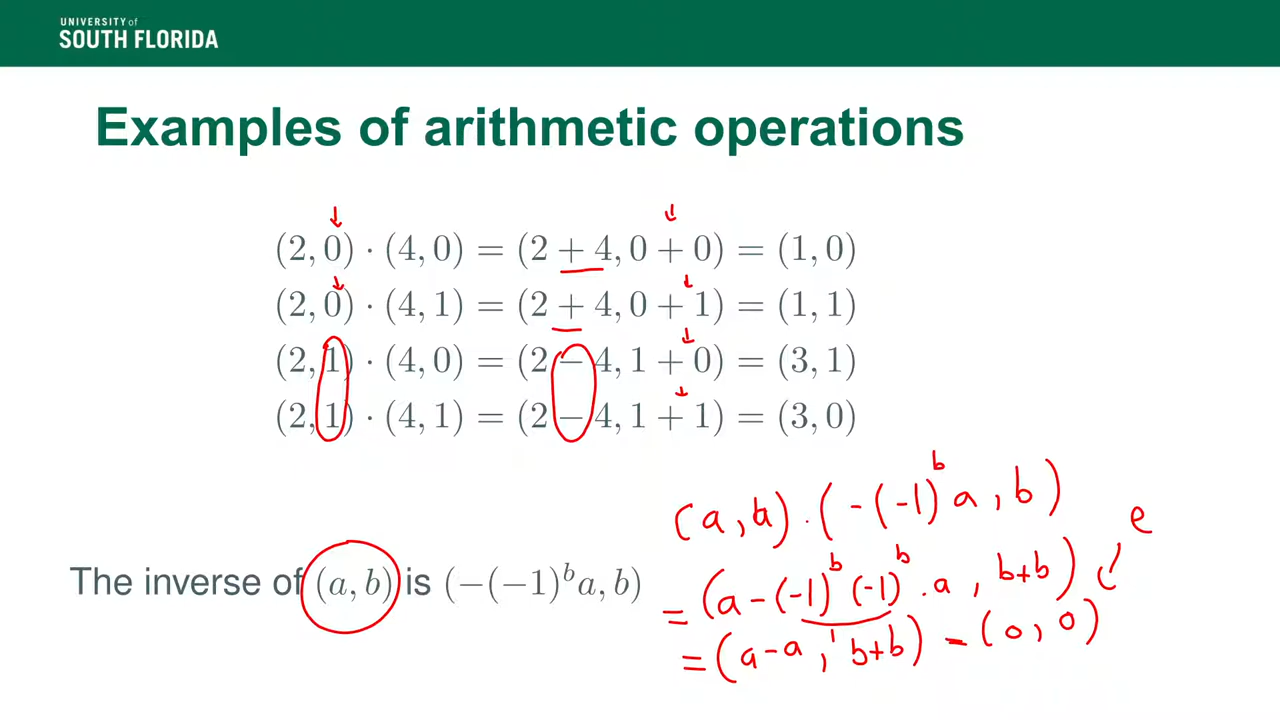 UNIVERSITY of
SOUTH FLORIDA
Examples of arithmetic operations
(2, 0) · (4, 0) = (2 + 4, 0 + 0) = (1, 0)
(2, 0) · (4, 1) = (2 + 4, 0 + 1) = (1, 1)
(2, 1) · (4, 0) = (2 − 4, 1 + 0) = (3, 1)
(2, 1) · (4, 1) = (2 − 4, 1 + 1) = (3, 0)
(a, b) · (-(-1)^b a, b)
e
The inverse of (a, b) is (−(−1)^b a, b)
= (a - (-1)^b (-1)^b · a, b+b)
1
= (a - a, b+b) = (0, 0)